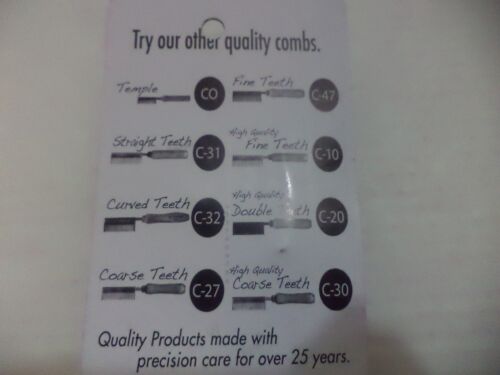 Try our other quality combs.
Temple
CO
Fine Teeth
C-47
Straight Teeth
C-31
High Quality
Fine Teeth
C-10
Curved Teeth
C-32
High Quality
Double Teeth
C-20
Coarse Teeth
C-27
High Quality
Coarse Teeth
C-30
Quality Products made with
precision care for over 25 years.